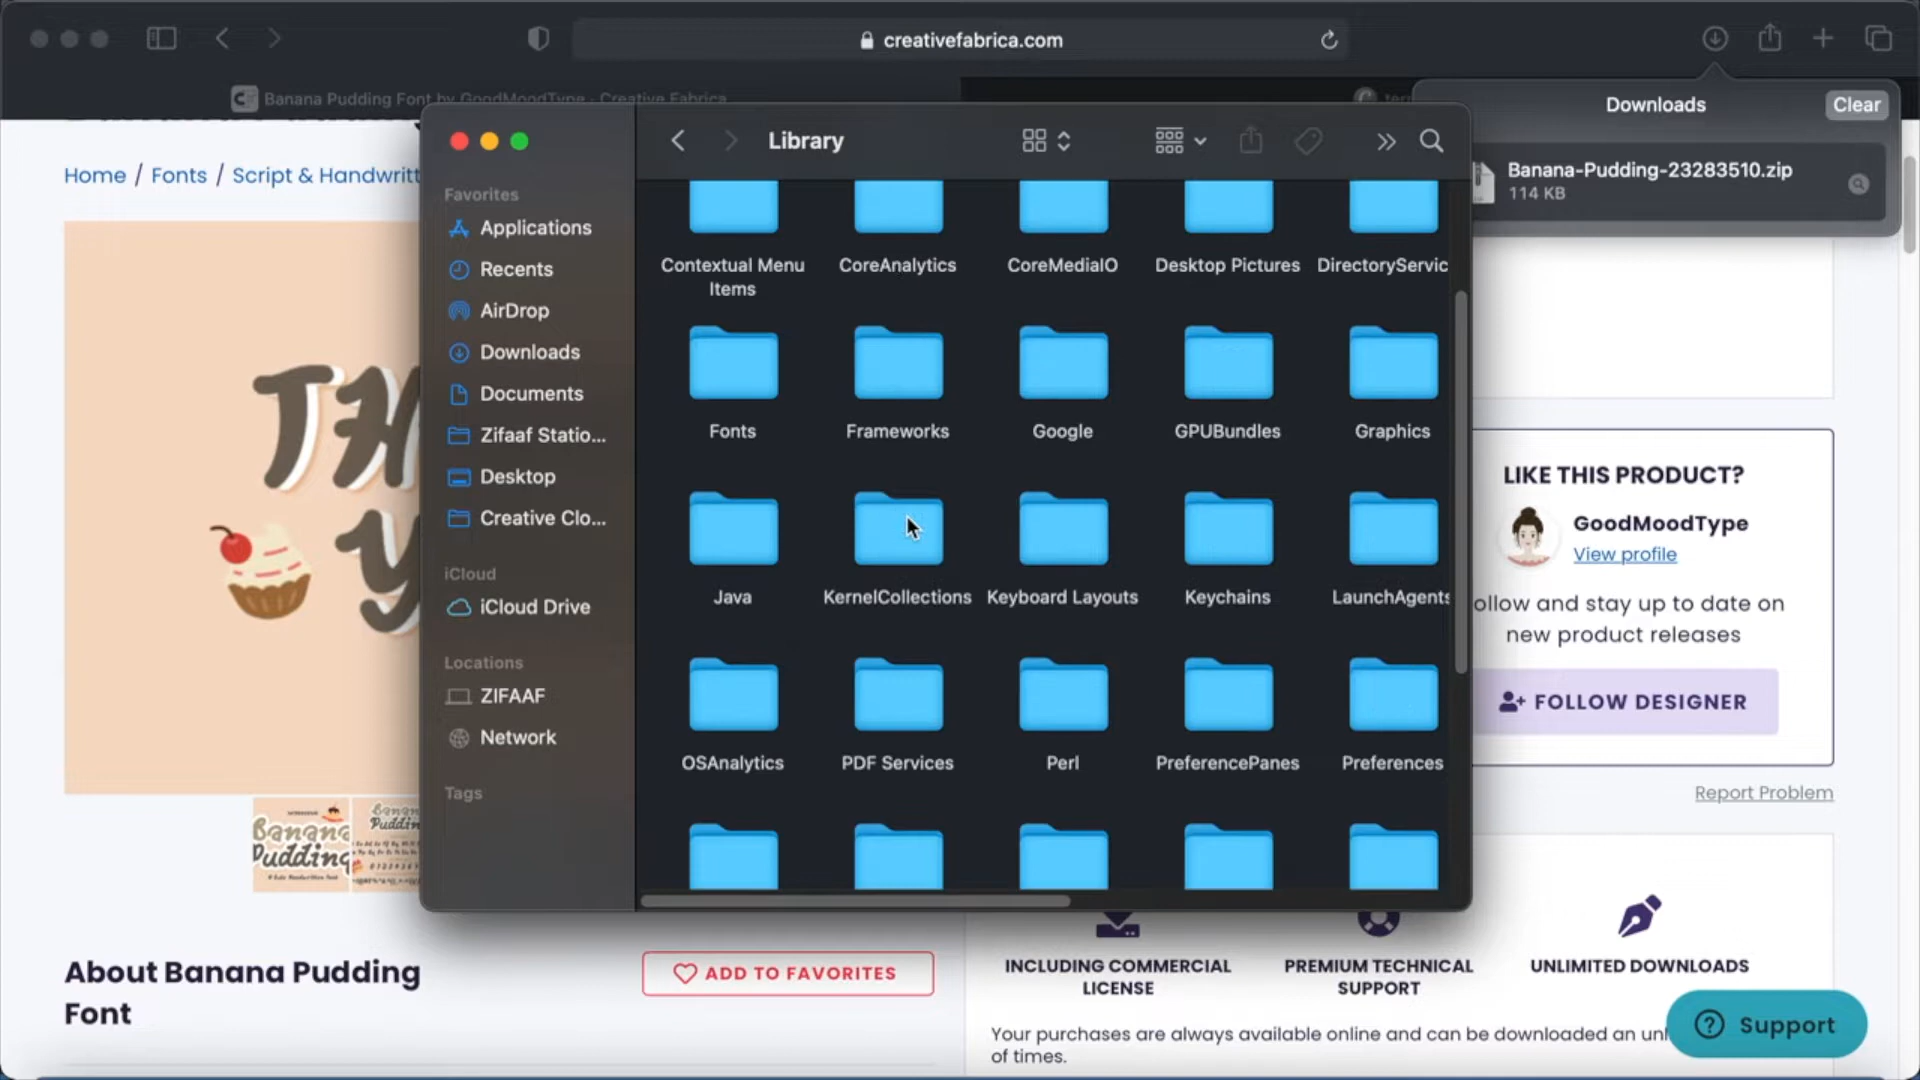 creativefabrica.com
Banana Pudding Font by GoodMoodType - Creative Fabrica
Downloads
Clear
Banana-Pudding-23283510.zip
114 KB
Home / Fonts / Script & Handwritt
Library
Favorites
Applications
Recents
AirDrop
Downloads
Documents
Zifaaf Statio...
Desktop
Creative Clo...
iCloud
iCloud Drive
Locations
ZIFAAF
Network
Tags
Contextual Menu
Items
CoreAnalytics
CoreMediaIO
Desktop Pictures
DirectoryServic
Fonts
Frameworks
Google
GPUBundles
Graphics
Java
KernelCollections
Keyboard Layouts
Keychains
LaunchAgents
OSAnalytics
PDF Services
Perl
PreferencePanes
Preferences
Banana
Pudding
LIKE THIS PRODUCT?
GoodMoodType
View profile
ollow and stay up to date on
new product releases
FOLLOW DESIGNER
Report Problem
About Banana Pudding
Font
ADD TO FAVORITES
INCLUDING COMMERCIAL
LICENSE
PREMIUM TECHNICAL
SUPPORT
UNLIMITED DOWNLOADS
Your purchases are always available online and can be downloaded an unl
of times.
Support